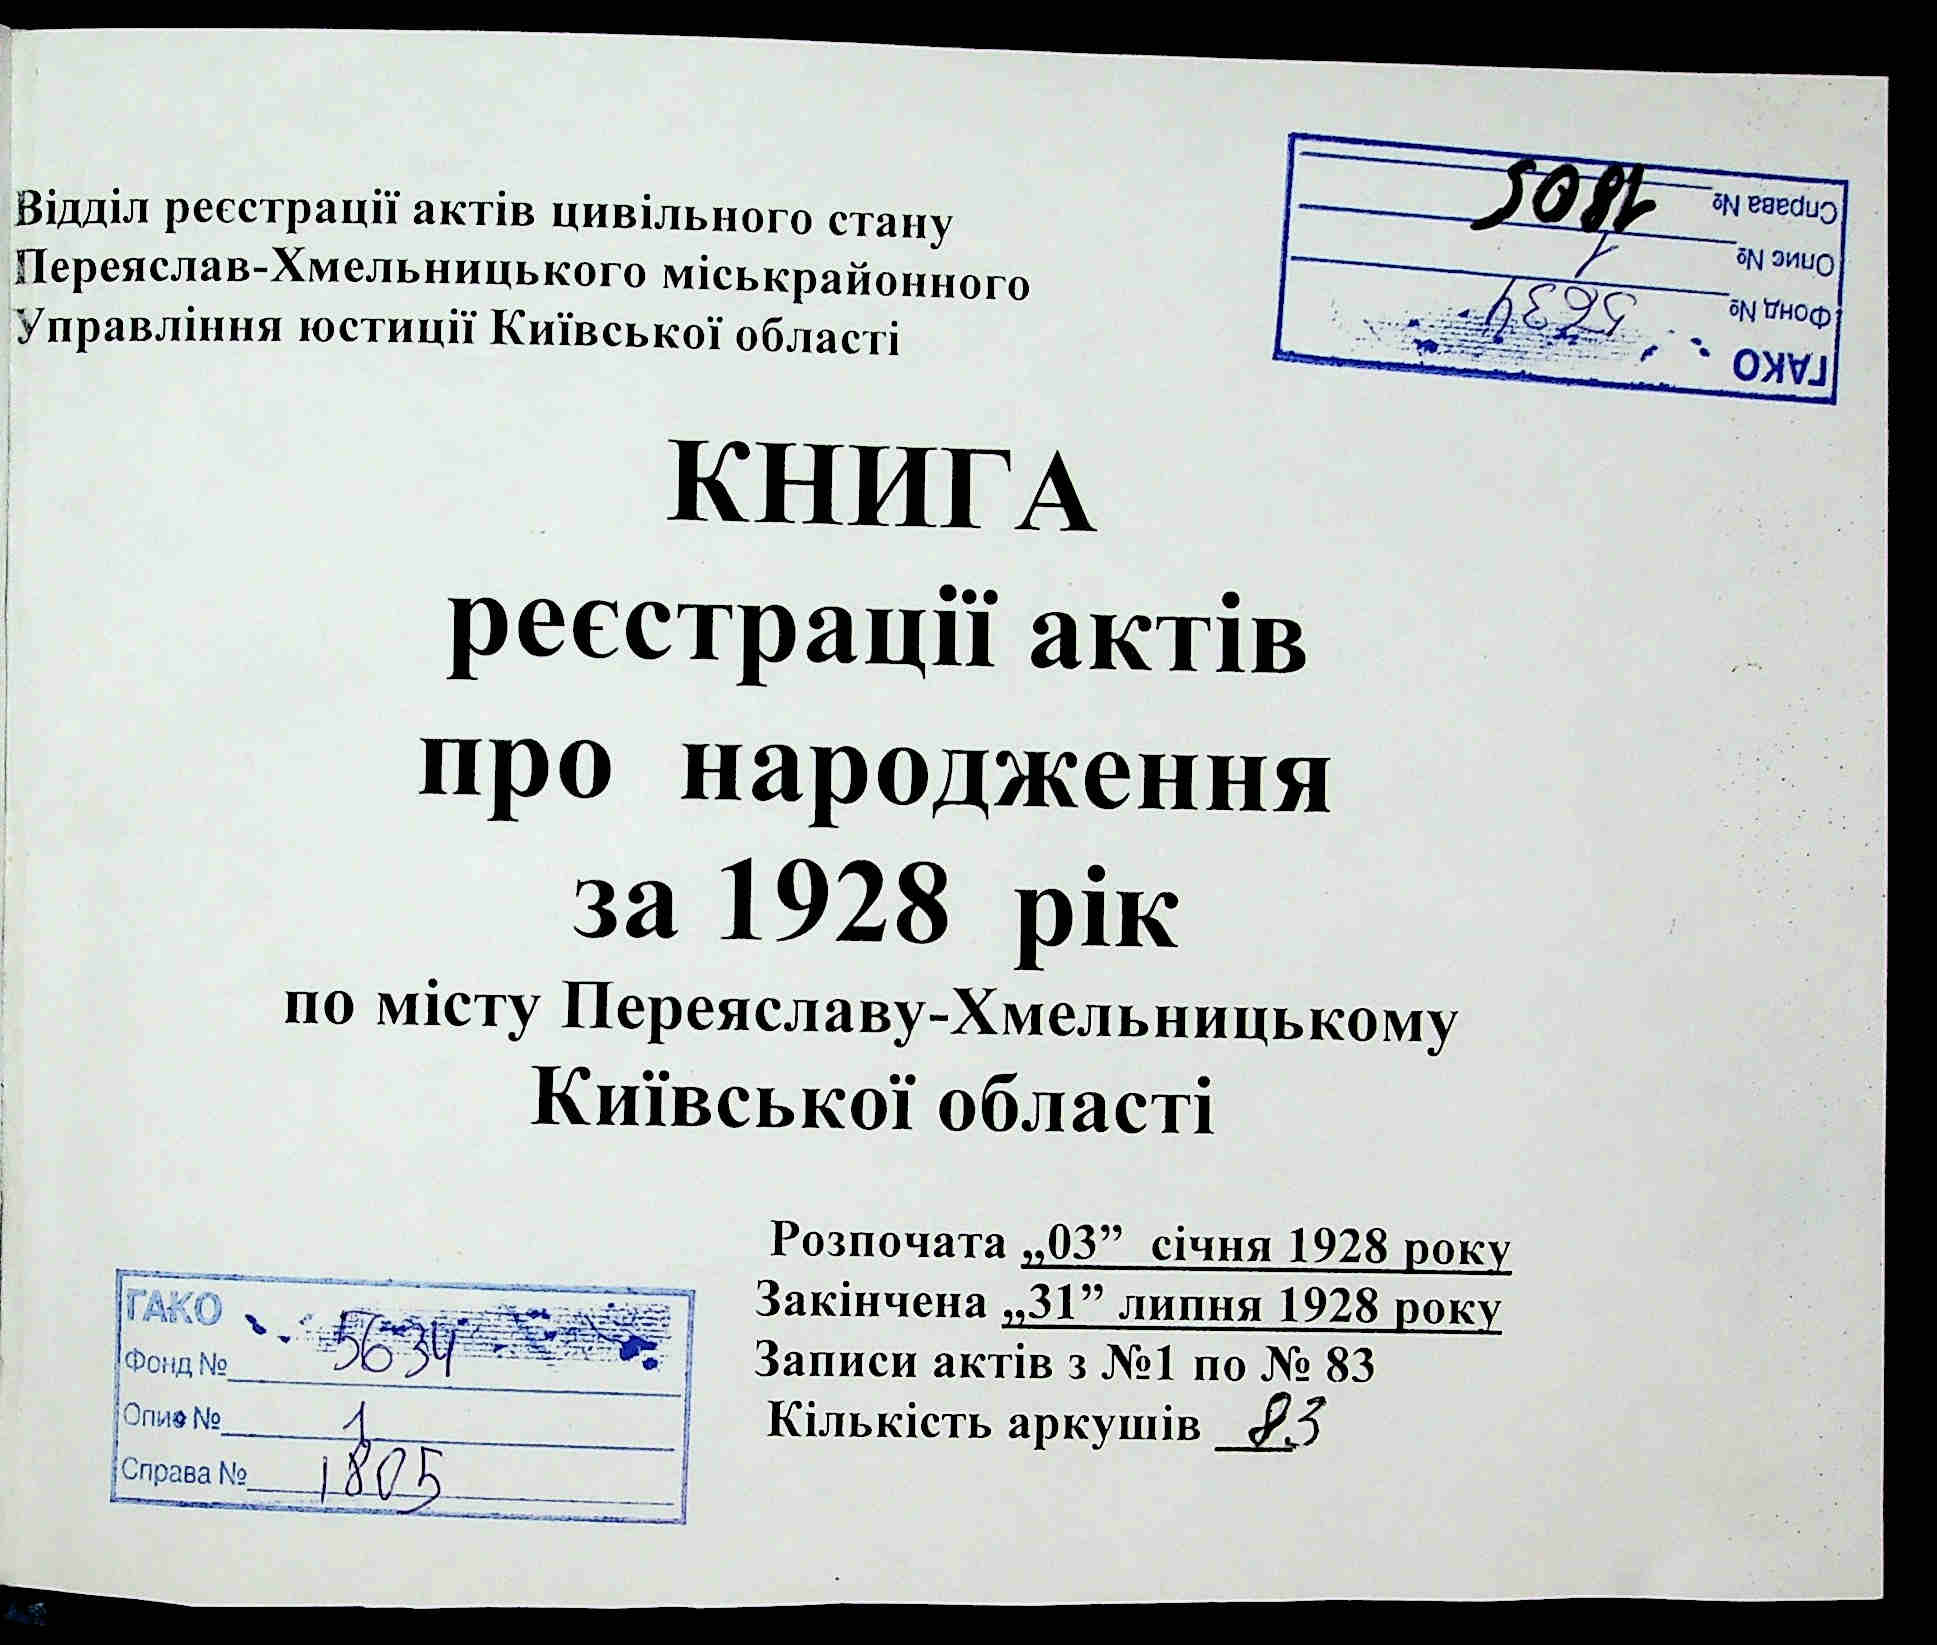 Відділ реєстрації актів цивільного стану
Переяслав-Хмельницького міськрайонного
Управління юстиції Київської області
Справа № 1805
Опис № 1
Фонд № 5634
ГАКО
КНИГА
реєстрації актів
про народження
за 1928 рік
по місту Переяславу-Хмельницькому
Київської області
Розпочата „03” січня 1928 року
Закінчена „31” липня 1928 року
Записи актів з №1 по № 83
Кількість аркушів 83
ГАКО
Фонд № 5634
Опис № 1
Справа № 1805